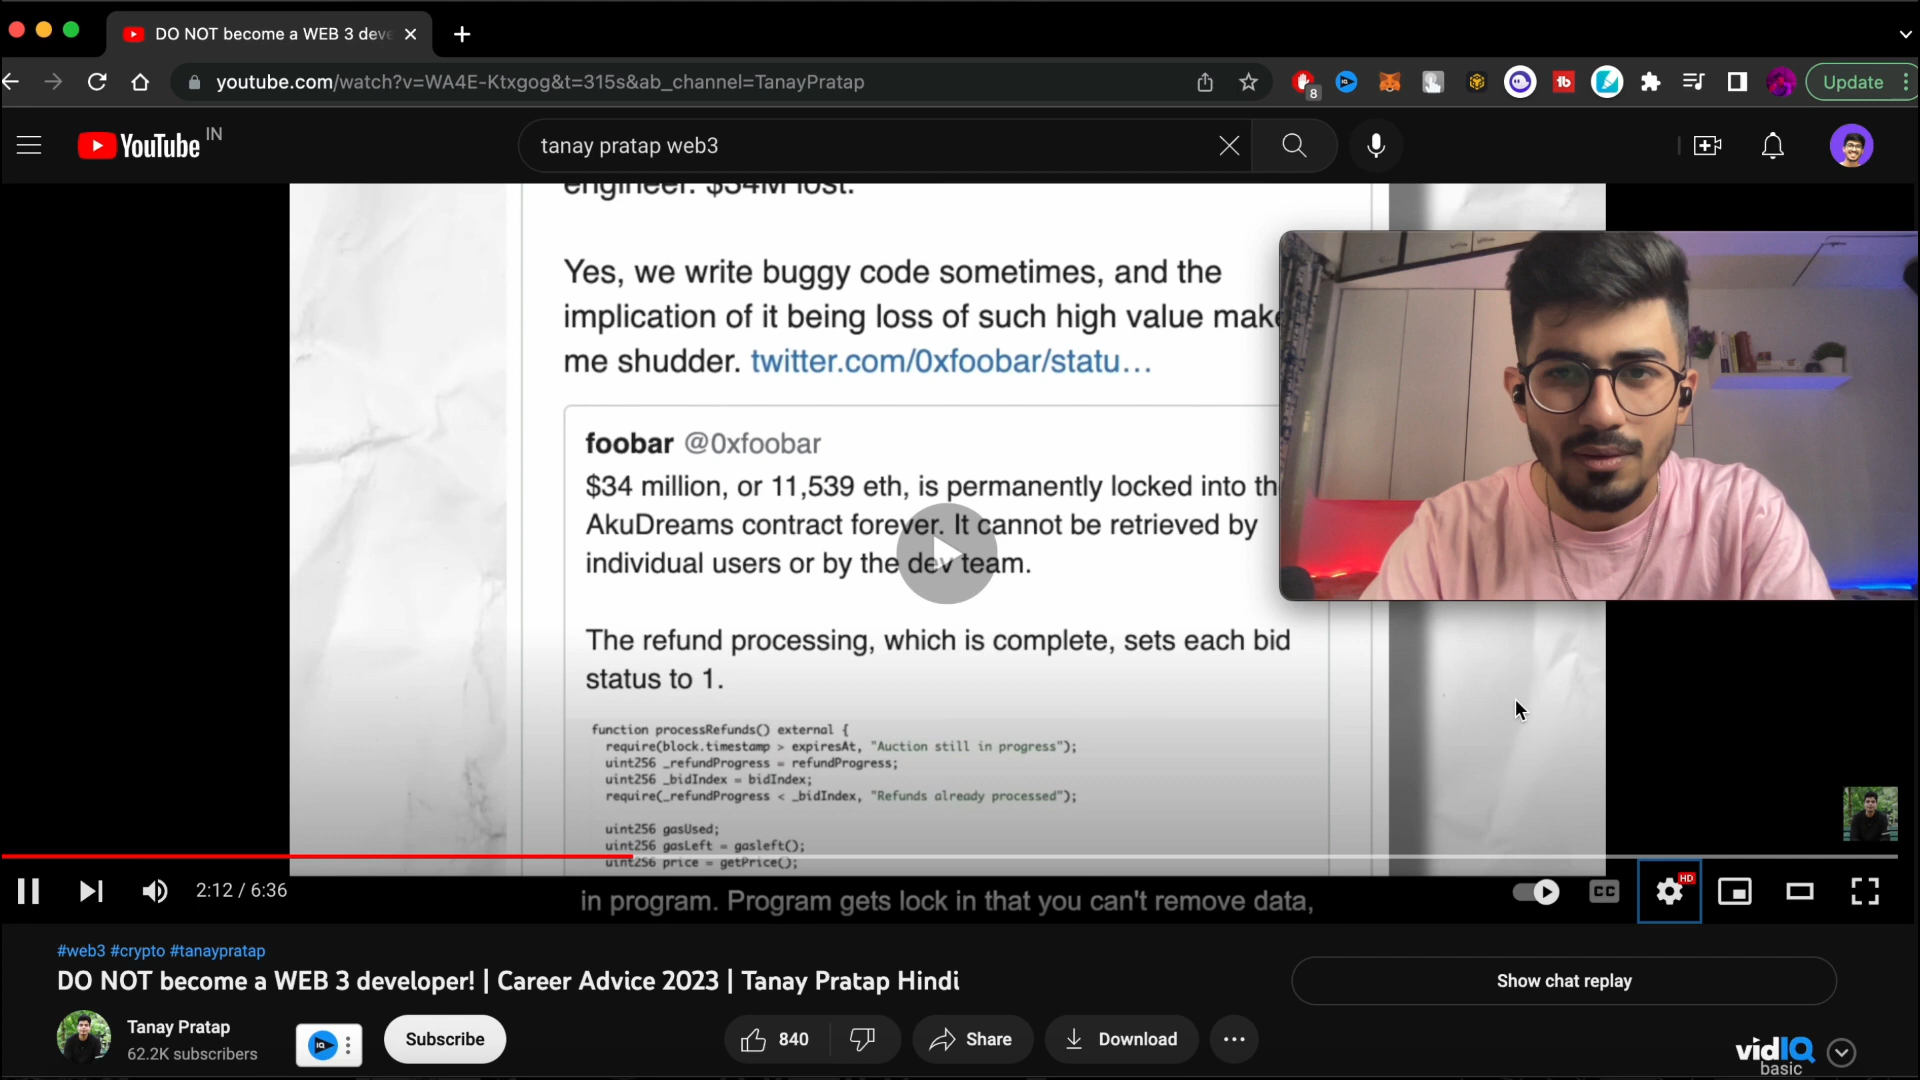 DO NOT become a WEB 3 deve
youtube.com/watch?v=WA4E-Ktxgog&t=315s&ab_channel=TanayPratap
8
Update
YouTube IN
tanay pratap web3
engineer. $34M lost.
Yes, we write buggy code sometimes, and the
implication of it being loss of such high value make
me shudder. twitter.com/0xfoobar/statu…
foobar @0xfoobar
$34 million, or 11,539 eth, is permanently locked into th
AkuDreams contract forever. It cannot be retrieved by
individual users or by the dev team.
The refund processing, which is complete, sets each bid
status to 1.
function processRefunds() external {
require(block.timestamp > expiresAt, "Auction still in progress");
uint256 _refundProgress = refundProgress;
uint256 _bidIndex = bidIndex;
require(_refundProgress < _bidIndex, "Refunds already processed");
uint256 gasUsed;
uint256 gasLeft = gasleft();
uint256 price = getPrice();
2:12 / 6:36
in program. Program gets lock in that you can't remove data,
CC
HD
#web3 #crypto #tanaypratap
DO NOT become a WEB 3 developer! | Career Advice 2023 | Tanay Pratap Hindi
Show chat replay
Tanay Pratap
62.2K subscribers
IQ
Subscribe
840
Share
Download
vidIQ
basic